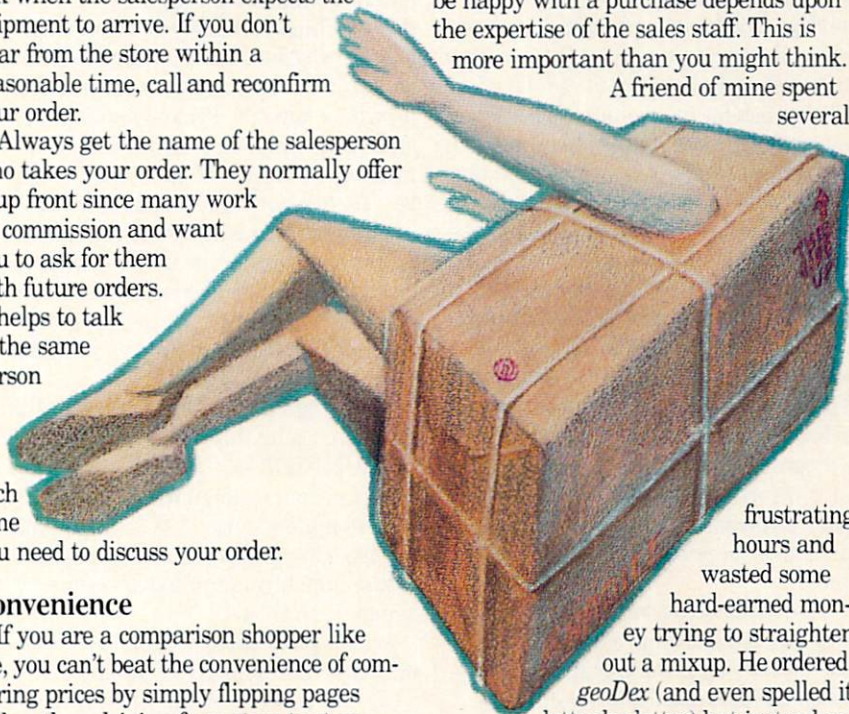 when the salesperson expects the
ipment to arrive. If you don't
ar from the store within a
asonable time, call and reconfirm
ur order.
Always get the name of the salesperson
ho takes your order. They normally offer
up front since many work
commission and want
u to ask for them
th future orders.
helps to talk
the same
rson
ch
ne
u need to discuss your order.
onvenience
If you are a comparison shopper like
e, you can't beat the convenience of com-
ring prices by simply flipping pages
be happy with a purchase depends upon
the expertise of the sales staff. This is
more important than you might think.
A friend of mine spent
several
THIS
UP
frustrating
hours and
wasted some
hard-earned mon-
ey trying to straighten
out a mixup. He ordered
geoDex (and even spelled it